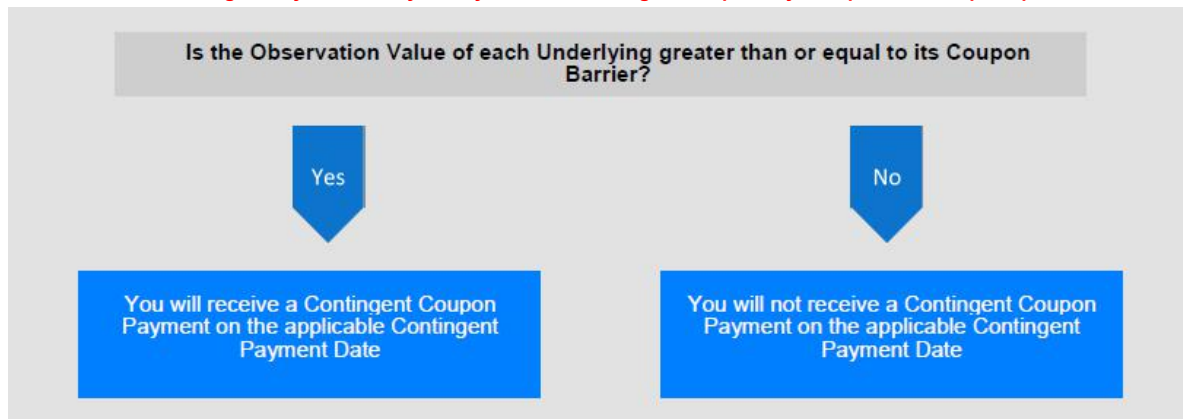 Is the Observation Value of each Underlying greater than or equal to its Coupon
Barrier?
Yes
No
You will receive a Contingent Coupon
Payment on the applicable Contingent
Payment Date
You will not receive a Contingent Coupon
Payment on the applicable Contingent
Payment Date